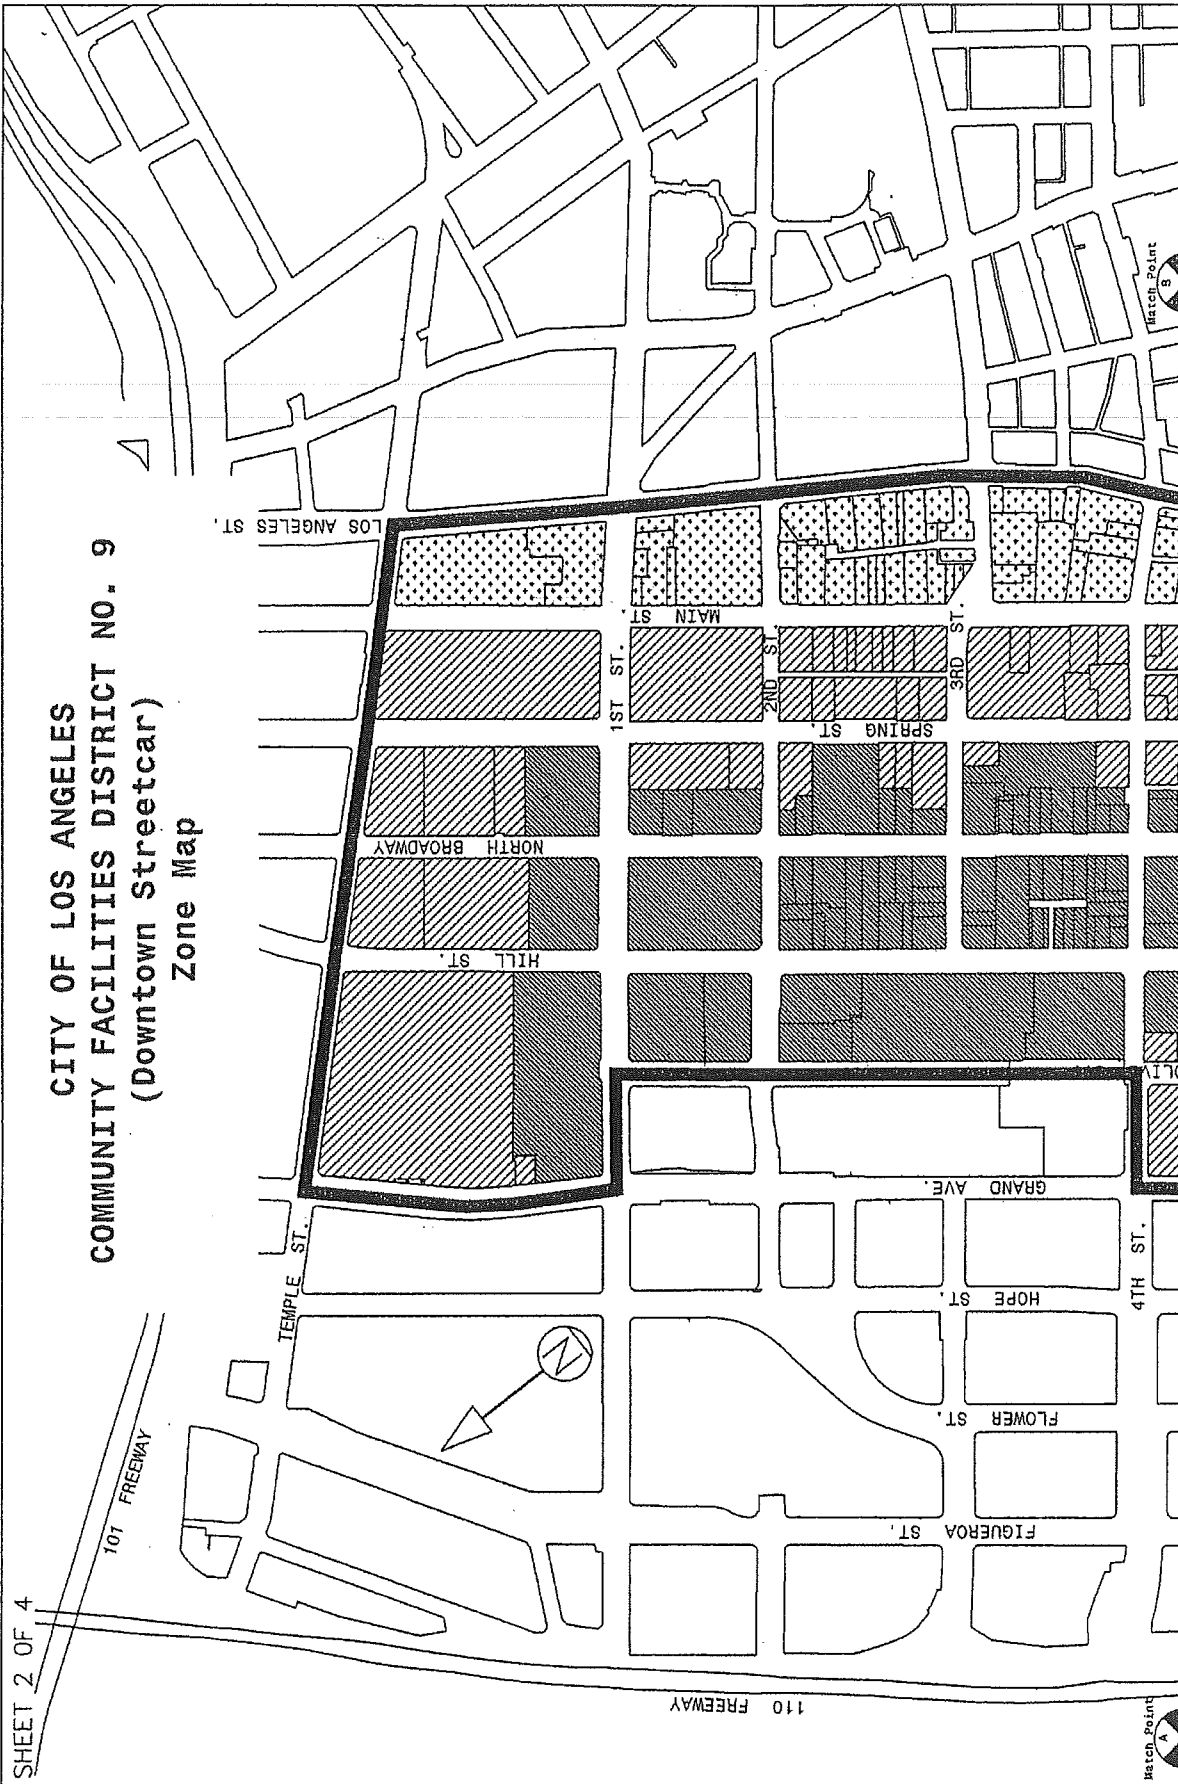 SHEET 2 OF 4
CITY OF LOS ANGELES
COMMUNITY FACILITIES DISTRICT NO. 9
(Downtown Streetcar)
Zone Map
101 FREEWAY
TEMPLE ST.
LOS ANGELES ST.
MAIN ST.
1ST ST.
2ND ST.
SPRING ST.
3RD ST.
NORTH BROADWAY
HILL ST.
GRAND AVE.
HOPE ST.
4TH ST.
FLOWER ST.
FIGUEROA ST.
110 FREEWAY
N
Match Point
A
Match Point
B